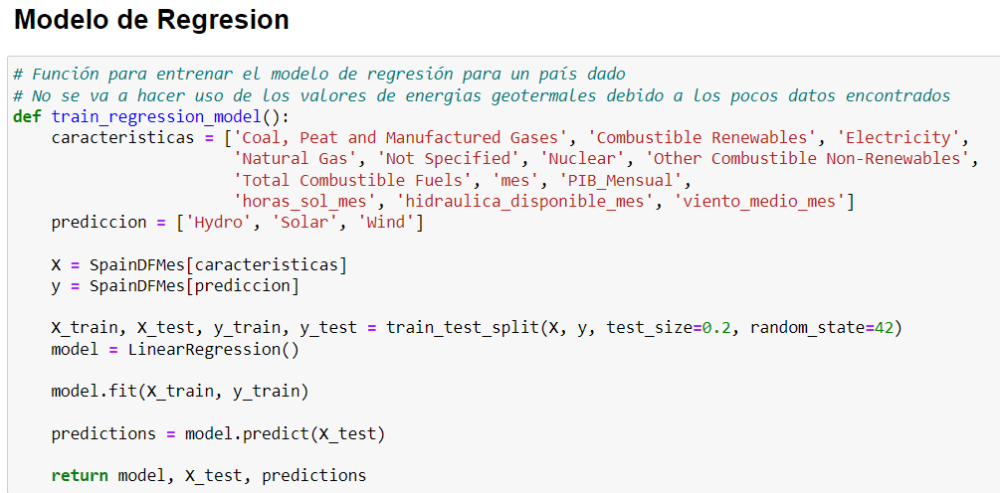 Modelo de Regresion
# Función para entrenar el modelo de regresión para un país dado
# No se va a hacer uso de los valores de energias geotermales debido a los pocos datos encontrados
def train_regression_model():
    caracteristicas = ['Coal, Peat and Manufactured Gases', 'Combustible Renewables', 'Electricity',
                       'Natural Gas', 'Not Specified', 'Nuclear', 'Other Combustible Non-Renewables',
                       'Total Combustible Fuels', 'mes', 'PIB_Mensual',
                       'horas_sol_mes', 'hidraulica_disponible_mes', 'viento_medio_mes']
    prediccion = ['Hydro', 'Solar', 'Wind']
    X = SpainDFMes[caracteristicas]
    y = SpainDFMes[prediccion]
    X_train, X_test, y_train, y_test = train_test_split(X, y, test_size=0.2, random_state=42)
    model = LinearRegression()
    model.fit(X_train, y_train)
    predictions = model.predict(X_test)
    return model, X_test, predictions